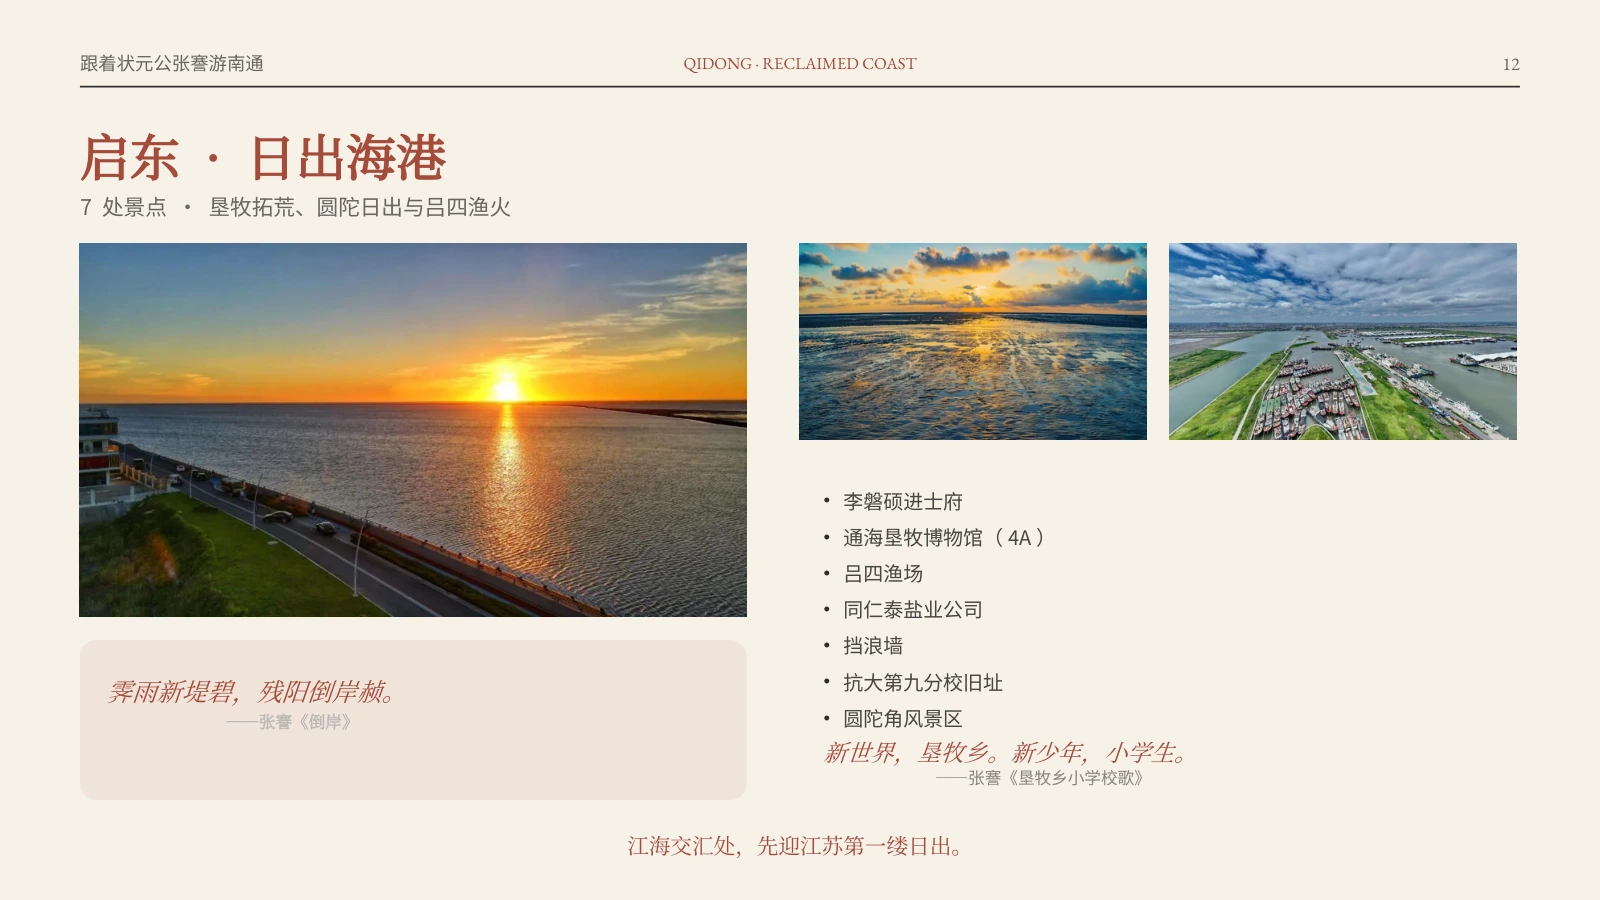 跟着状元公张謇游南通
QIDONG · RECLAIMED COAST
12
启东 · 日出海港
7 处景点 · 垦牧拓荒、圆陀日出与吕四渔火
霁雨新堤碧，残阳倒岸赪。
——张謇《倒岸》
• 李磐硕进士府
• 通海垦牧博物馆（4A）
• 吕四渔场
• 同仁泰盐业公司
• 挡浪墙
• 抗大第九分校旧址
• 圆陀角风景区
新世界，垦牧乡。新少年，小学生。
——张謇《垦牧乡小学校歌》
江海交汇处，先迎江苏第一缕日出。